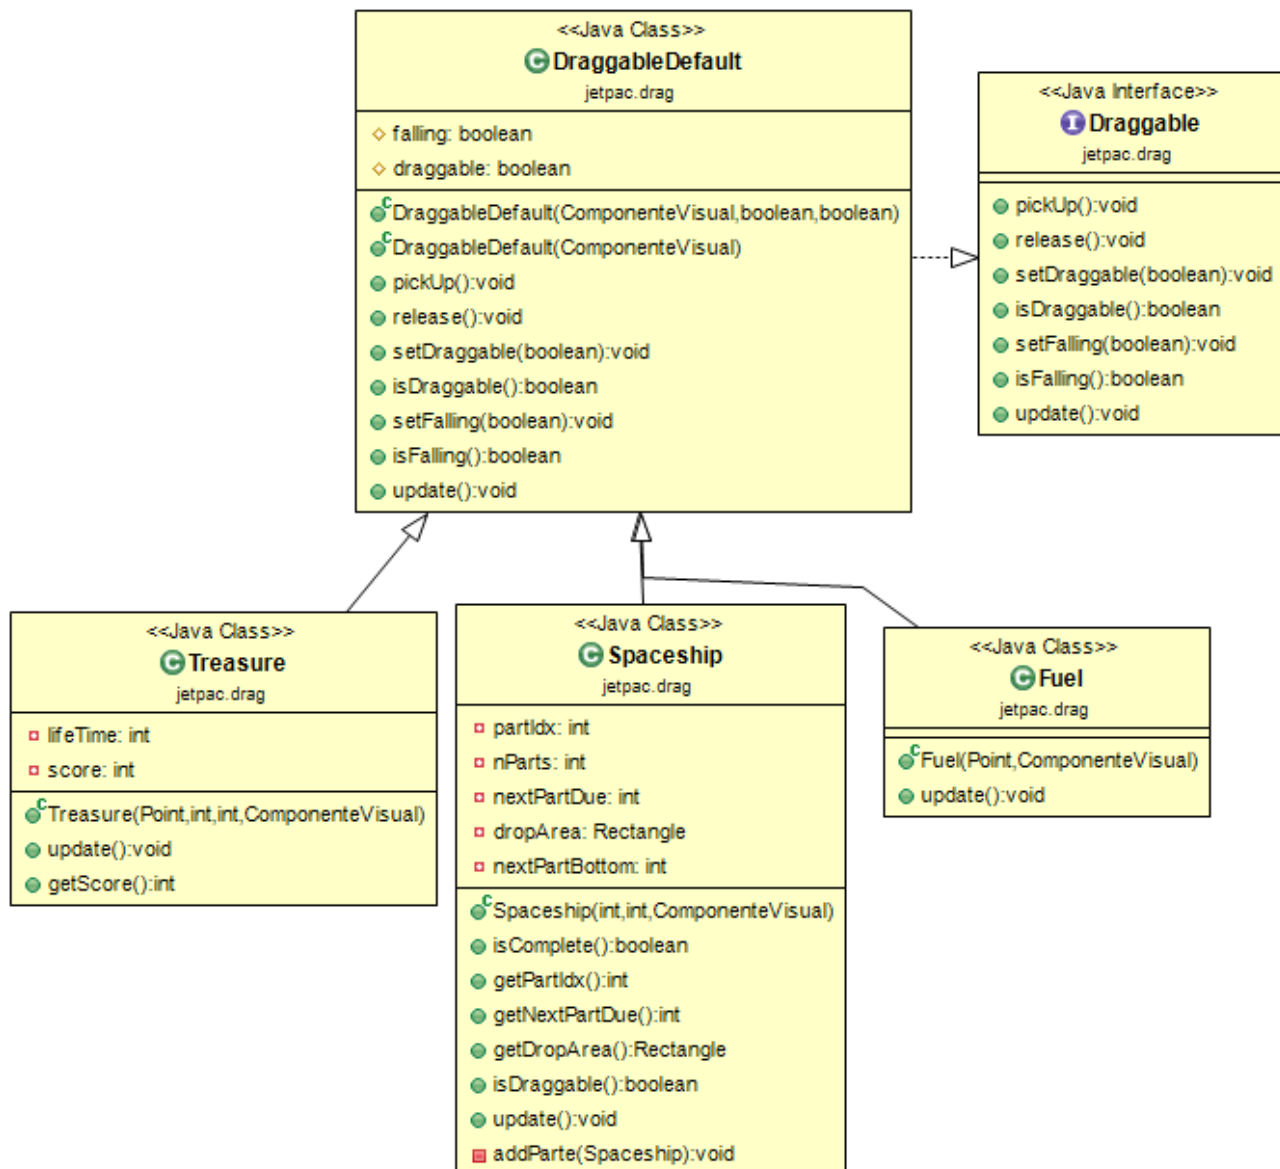 <<Java Class>>
DraggableDefault
jetpac.drag
falling: boolean
draggable: boolean
DraggableDefault(ComponenteVisual,boolean,boolean)
DraggableDefault(ComponenteVisual)
pickUp():void
release():void
setDraggable(boolean):void
isDraggable():boolean
setFalling(boolean):void
isFalling():boolean
update():void
<<Java Interface>>
Draggable
jetpac.drag
pickUp():void
release():void
setDraggable(boolean):void
isDraggable():boolean
setFalling(boolean):void
isFalling():boolean
update():void
<<Java Class>>
Treasure
jetpac.drag
lifeTime: int
score: int
Treasure(Point,int,int,ComponenteVisual)
update():void
getScore():int
<<Java Class>>
Spaceship
jetpac.drag
partIdx: int
nParts: int
nextPartDue: int
dropArea: Rectangle
nextPartBottom: int
Spaceship(int,int,ComponenteVisual)
isComplete():boolean
getPartIdx():int
getNextPartDue():int
getDropArea():Rectangle
isDraggable():boolean
update():void
addParte(Spaceship):void
<<Java Class>>
Fuel
jetpac.drag
Fuel(Point,ComponenteVisual)
update():void